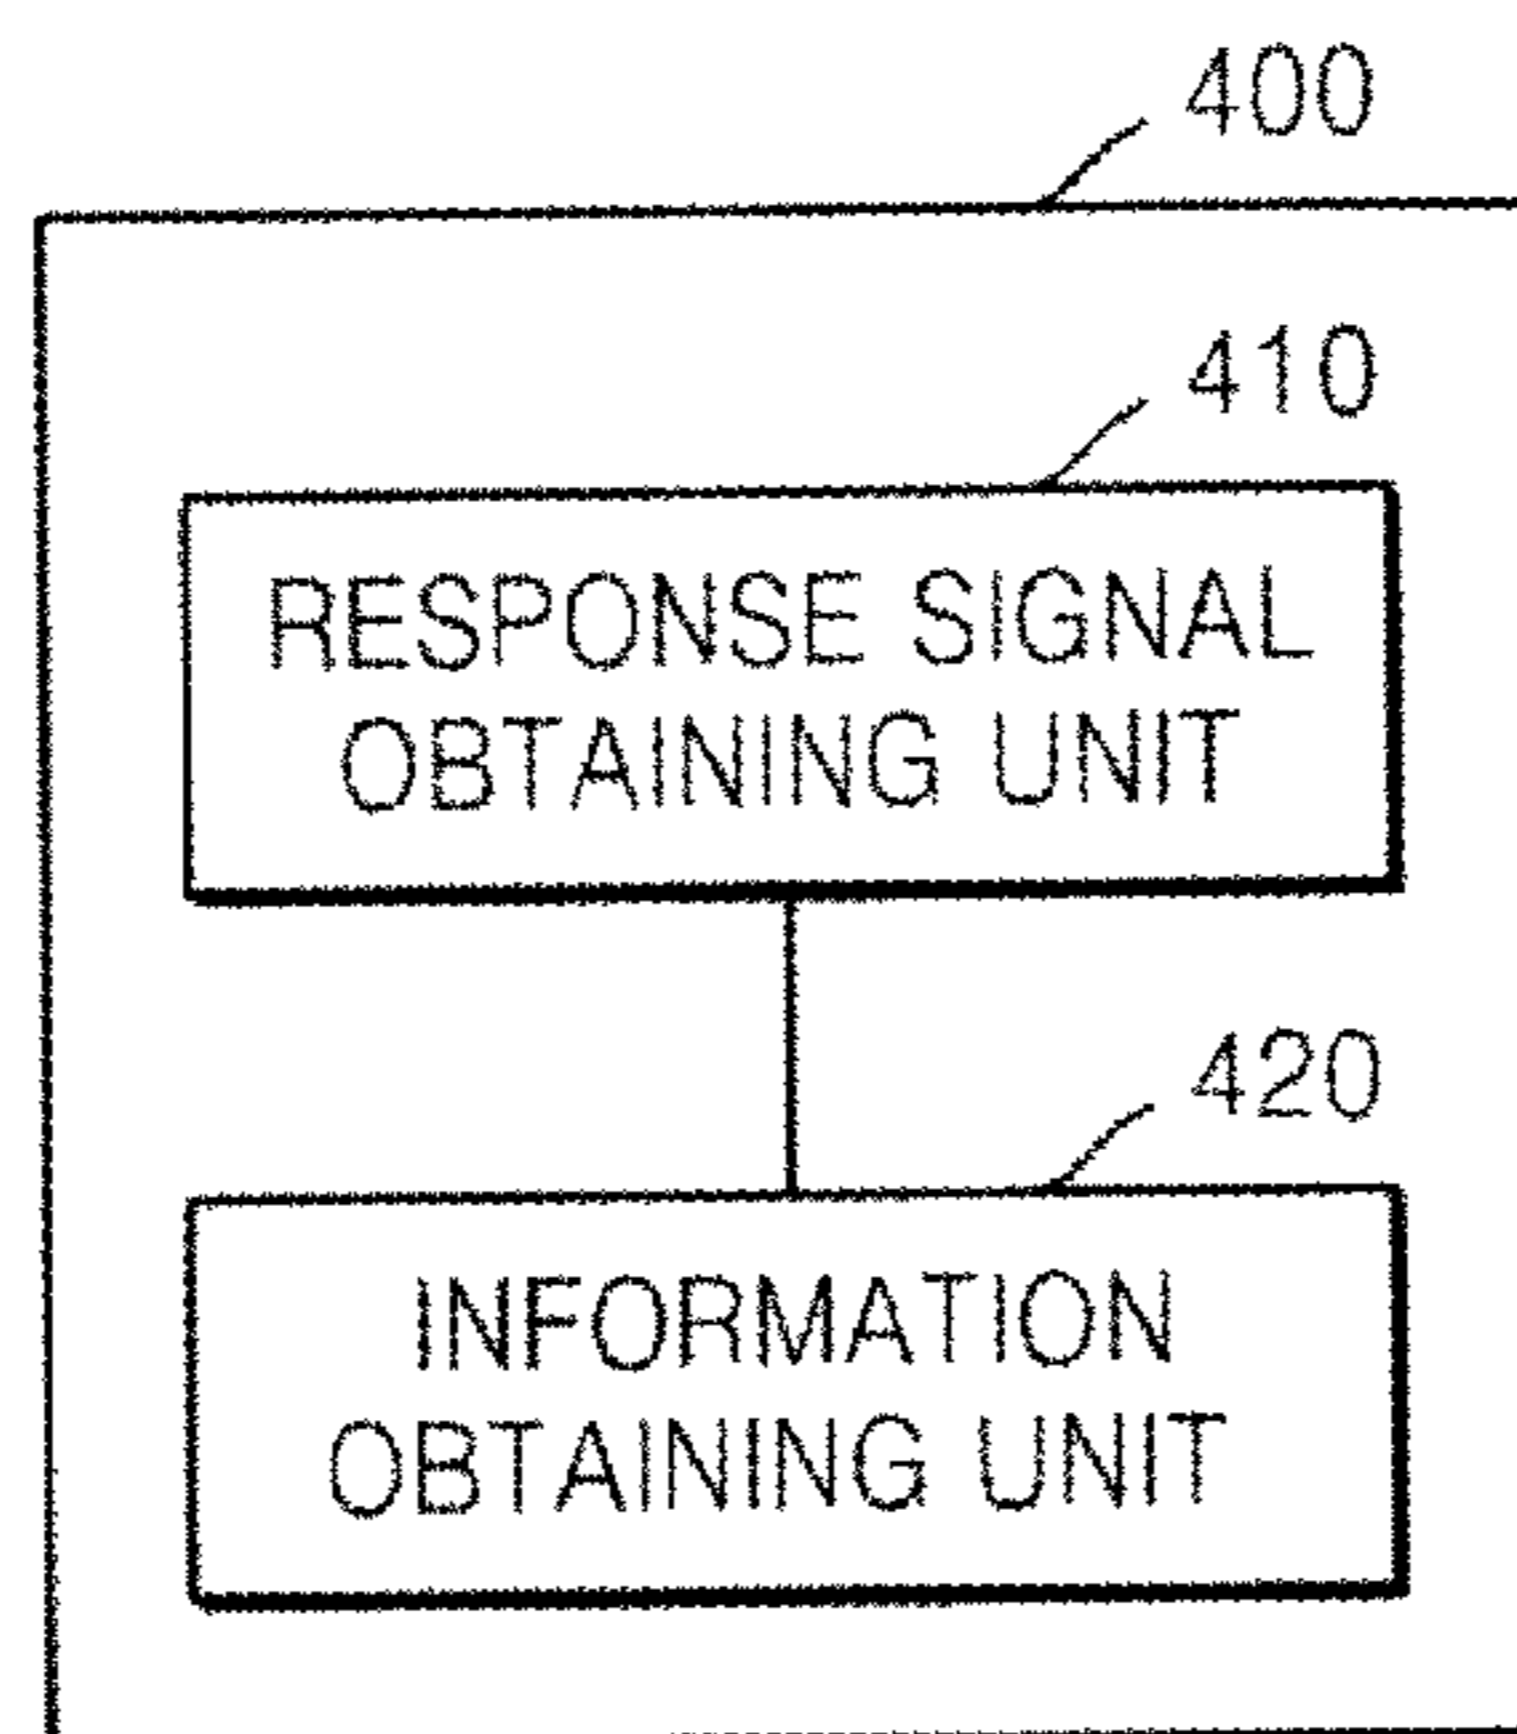 400
410
RESPONSE SIGNAL
OBTAINING UNIT
420
INFORMATION
OBTAINING UNIT